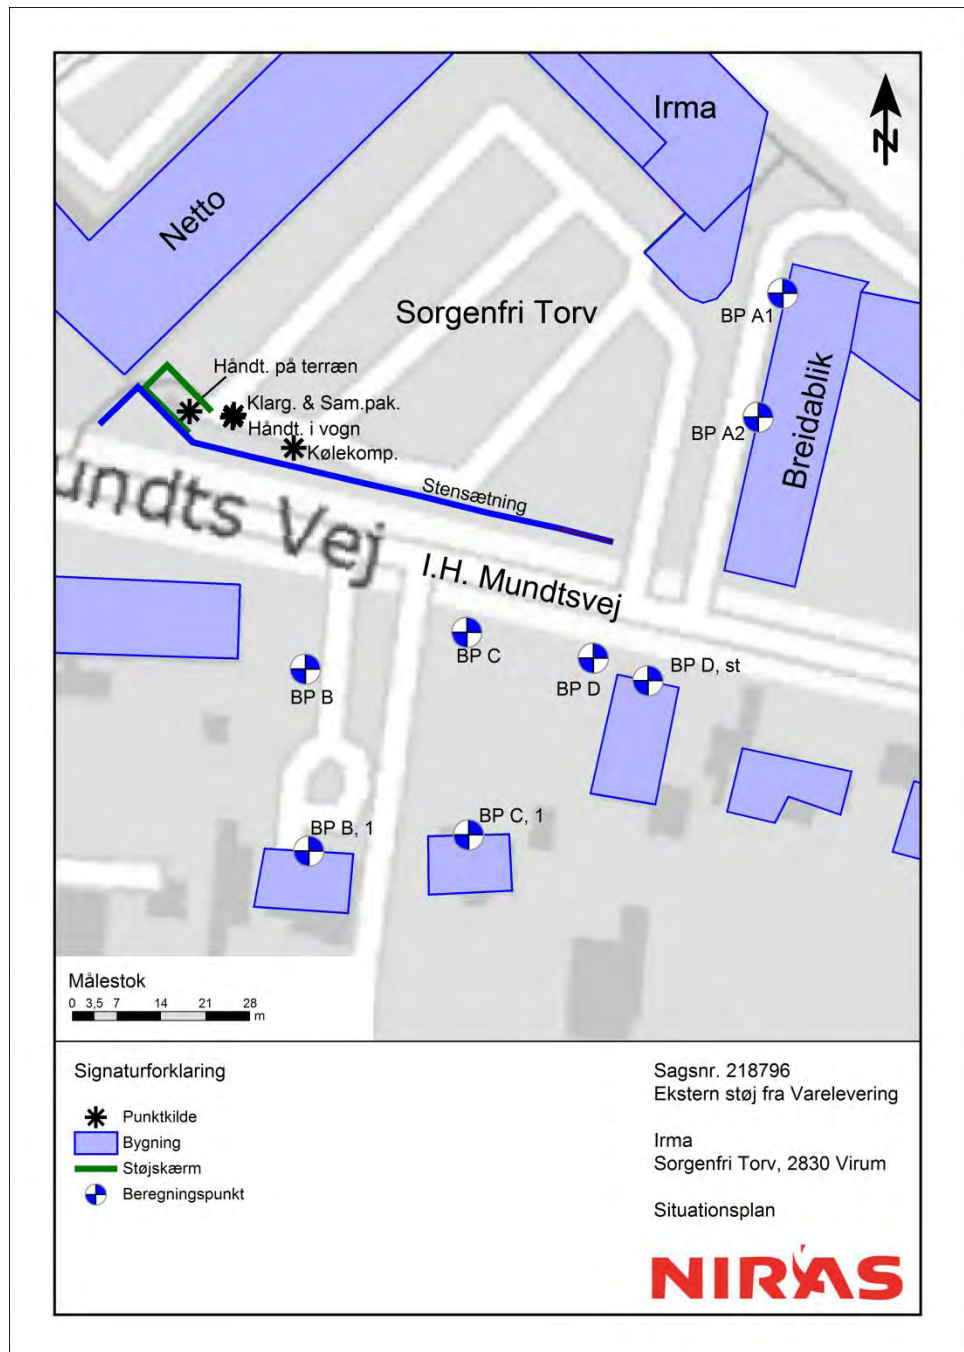 Irma
N
Netto
Sorgenfri Torv
BP A1
Håndt. på terræn
Klarg. & Sam.pak.
Håndt. i vogn
Kølekomp.
BP A2
Breidablik
Stensætning
undts Vej
I.H. Mundtsvej
BP C
BP B
BP D
BP D, st
BP B, 1
BP C, 1
Målestok
0 3,5 7 14 21 28
m
Signaturforklaring
Punktkilde
Bygning
Støjskærm
Beregningspunkt
Sagsnr. 218796
Ekstern støj fra Varelevering
Irma
Sorgenfri Torv, 2830 Virum
Situationsplan
NIRAS